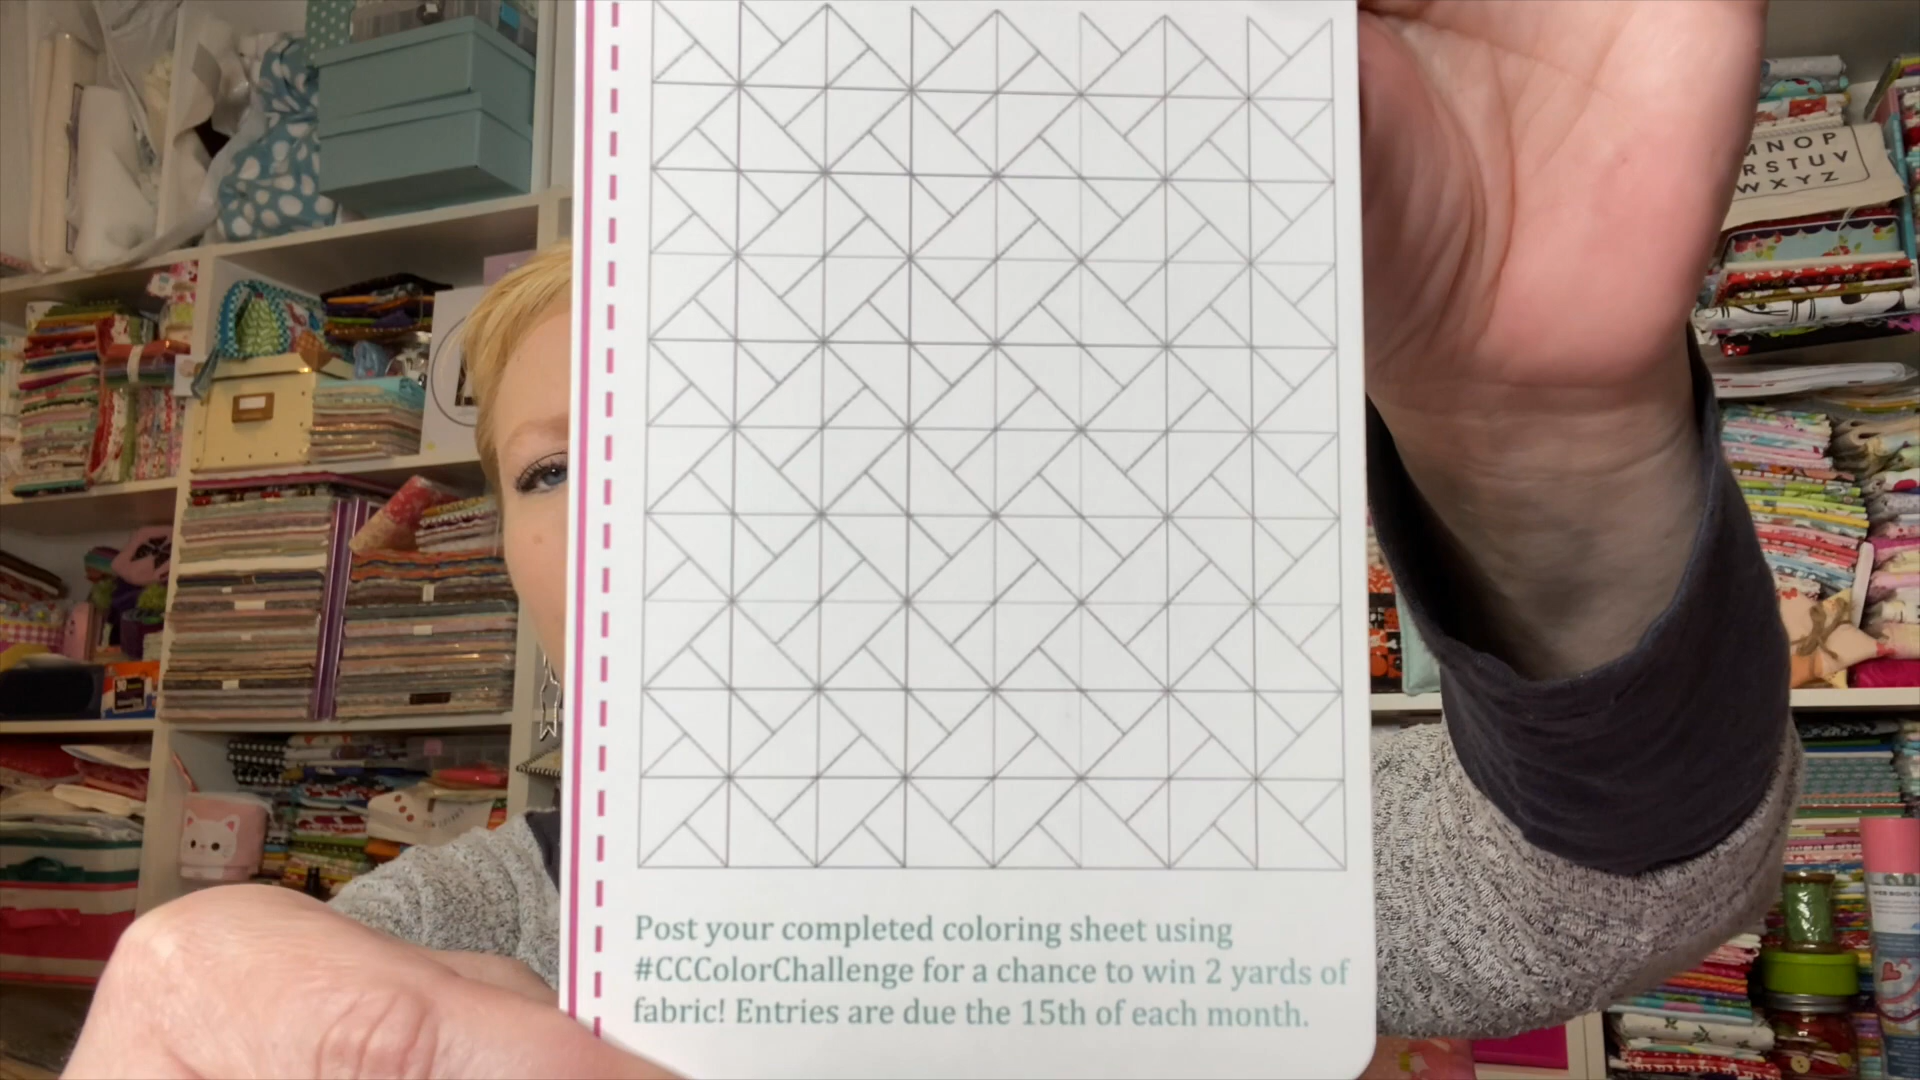 MNOP
RSTUV
WXYZ
Post your completed coloring sheet using
#CCColorChallenge for a chance to win 2 yards of
fabric! Entries are due the 15th of each month.